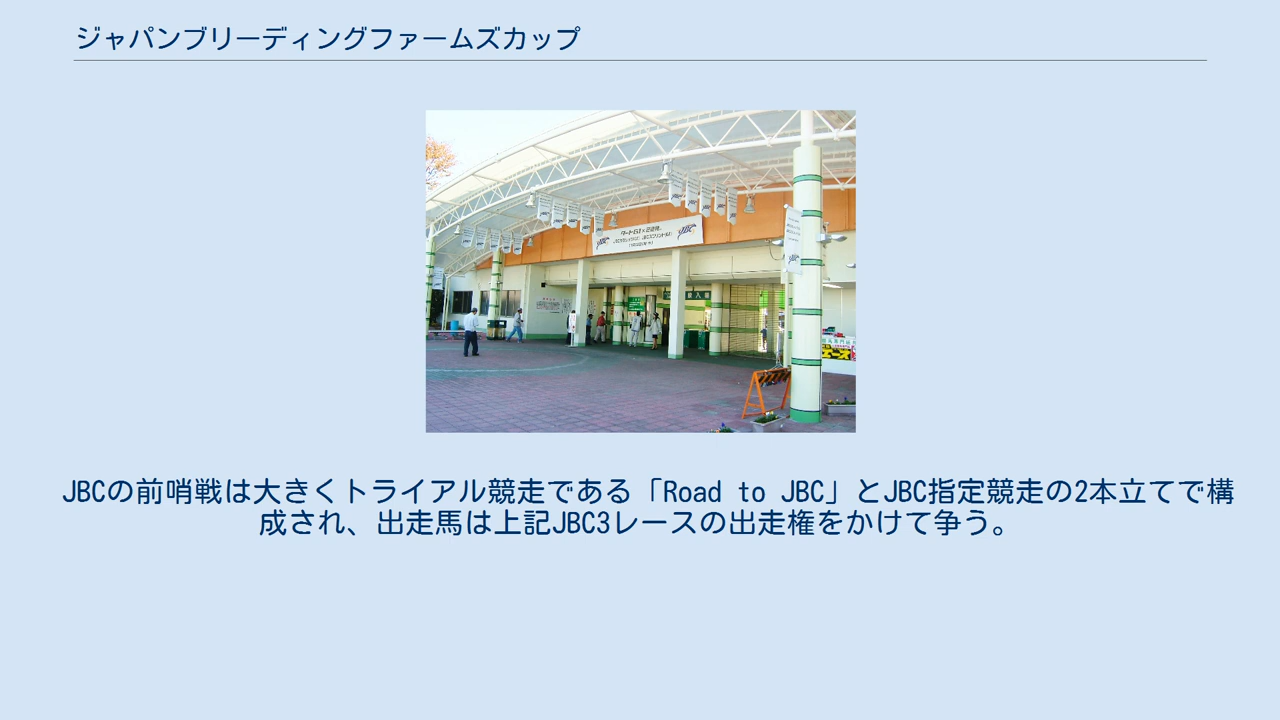 ジャパンブリーディングファームズカップ
JBC
JBC
JBCの前哨戦は大きくトライアル競走である「Road to JBC」とJBC指定競走の2本立てで構
成され、出走馬は上記JBC3レースの出走権をかけて争う。